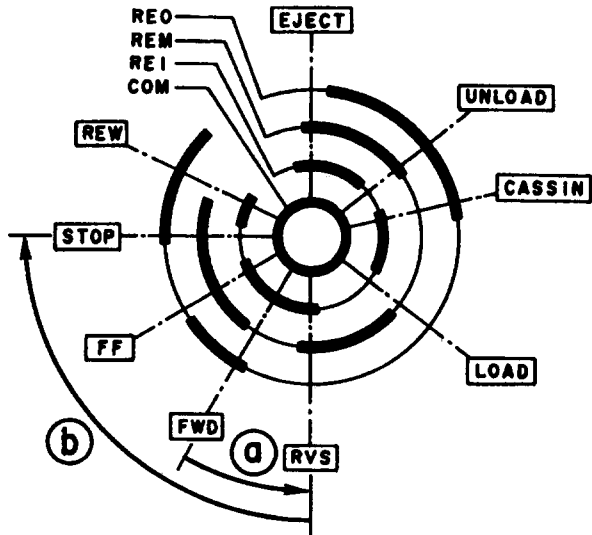 REO
REM
REI
COM
EJECT
UNLOAD
REW
CASSIN
STOP
FF
LOAD
FWD
RVS
a
b